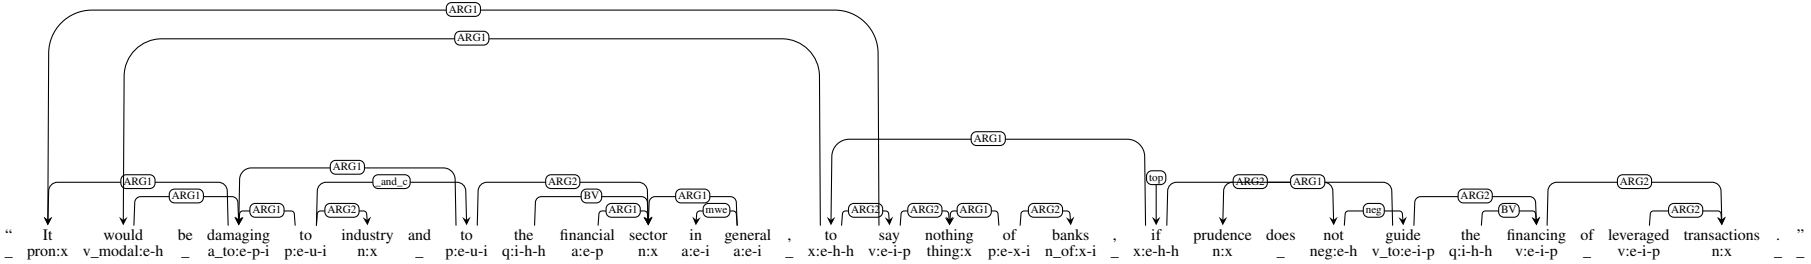 ARG1
ARG1
ARG1
ARG1
ARG1 _and_c ARG2 ARG1 top ARG2 ARG1 ARG2
ARG1 BV ARG1 ARG2 ARG2
ARG1 ARG2 ARG1 mwe ARG2 ARG2 ARG1 ARG2 neg BV ARG2
“ It would be damaging to industry and to the financial sector in general , to say nothing of banks , if prudence does not guide the financing of leveraged transactions . ”
_ pron:x v_modal:e-h _ a_to:e-p-i p:e-u-i n:x _ p:e-u-i q:i-h-h a:e-p n:x a:e-i a:e-i _ x:e-h-h v:e-i-p thing:x p:e-x-i n_of:x-i _ x:e-h-h n:x _ neg:e-h v_to:e-i-p q:i-h-h v:e-i-p _ v:e-i-p n:x _ _